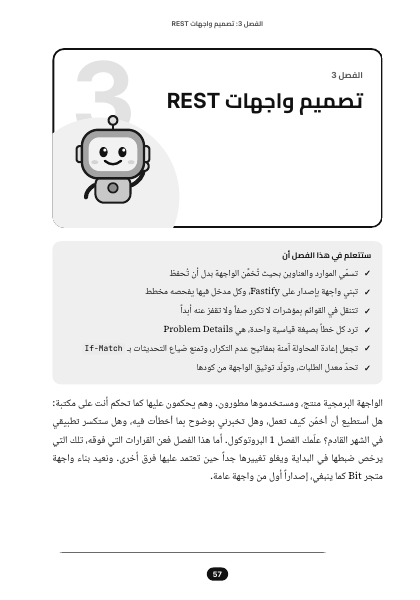 الفصل 3: تصميم واجهات REST
3
الفصل 3
تصميم واجهات REST
ستتعلم في هذا الفصل أن
✓ تسمّي الموارد والعناوين بحيث تُخمَّن الواجهة بدل أن تُحفظ
✓ تبني واجهة بإصدار على Fastify، وكل مدخل فيها يفحصه مخطط
✓ تتنقل في القوائم بمؤشرات لا تكرر صفاً ولا تقفز عنه أبداً
✓ ترد كل خطأ بصيغة قياسية واحدة، هي Problem Details
✓ تجعل إعادة المحاولة آمنة بمفاتيح عدم التكرار، وتمنع ضياع التحديثات بـ If-Match
✓ تحدّ معدل الطلبات، وتولّد توثيق الواجهة من كودها
الواجهة البرمجية منتج، ومستخدموها مطورون. وهم يحكمون عليها كما تحكم أنت على مكتبة:
هل أستطيع أن أخمّن كيف تعمل، وهل تخبرني بوضوح بما أخطأت فيه، وهل ستكسر تطبيقي
في الشهر القادم؟ علّمك الفصل 1 البروتوكول. أما هذا الفصل فعن القرارات التي فوقه، تلك التي
يرخص ضبطها في البداية ويغلو تغييرها جداً حين تعتمد عليها فرق أخرى. ونعيد بناء واجهة
متجر Bit كما ينبغي، إصداراً أول من واجهة عامة.
57